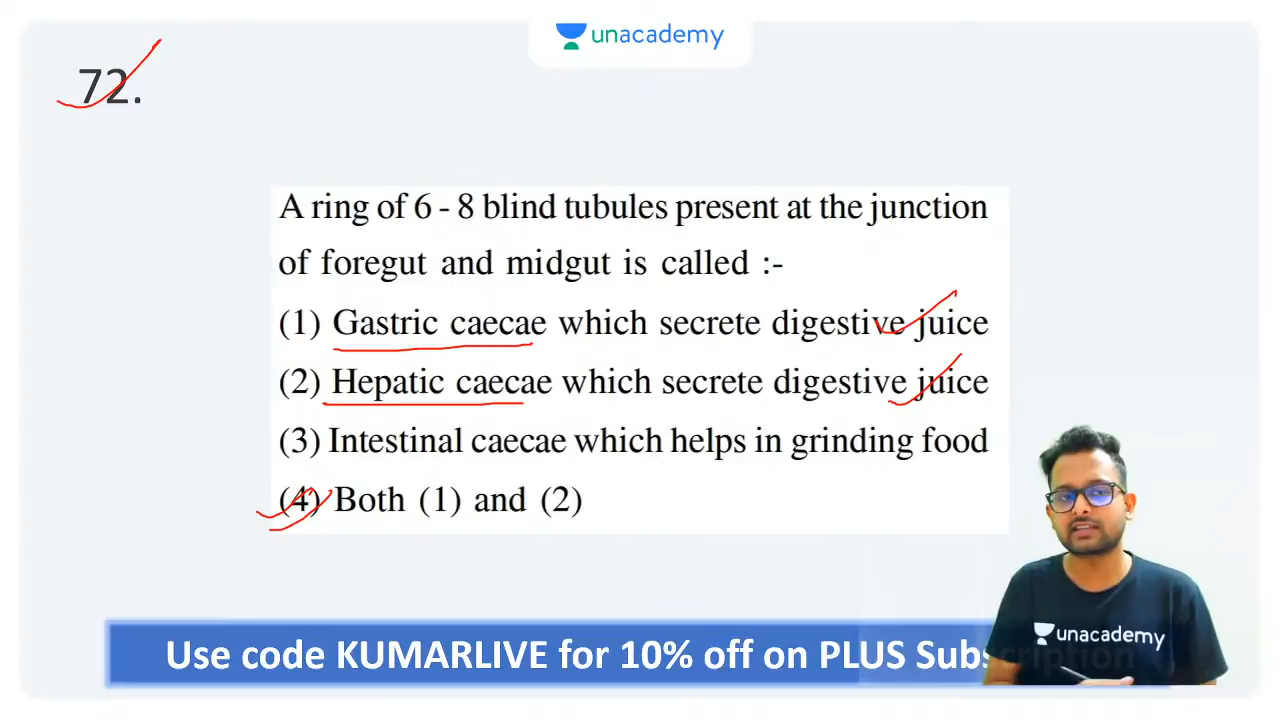 unacademy
72.
A ring of 6 - 8 blind tubules present at the junction
of foregut and midgut is called :-
(1) Gastric caecae which secrete digestive juice
(2) Hepatic caecae which secrete digestive juice
(3) Intestinal caecae which helps in grinding food
(4) Both (1) and (2)
unacademy
Use code KUMARLIVE for 10% off on PLUS Subscription